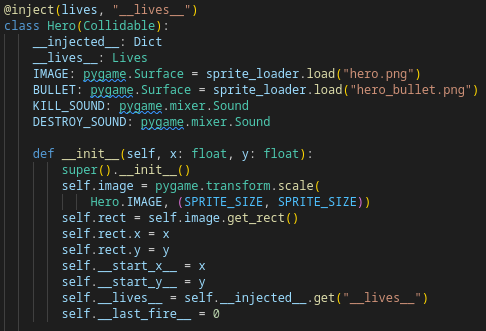 @inject(lives, "__lives__")
class Hero(Collidable):
    __injected__: Dict
    __lives__: Lives
    IMAGE: pygame.Surface = sprite_loader.load("hero.png")
    BULLET: pygame.Surface = sprite_loader.load("hero_bullet.png")
    KILL_SOUND: pygame.mixer.Sound
    DESTROY_SOUND: pygame.mixer.Sound

    def __init__(self, x: float, y: float):
        super().__init__()
        self.image = pygame.transform.scale(
            Hero.IMAGE, (SPRITE_SIZE, SPRITE_SIZE))
        self.rect = self.image.get_rect()
        self.rect.x = x
        self.rect.y = y
        self.__start_x__ = x
        self.__start_y__ = y
        self.__lives__ = self.__injected__.get("__lives__")
        self.__last_fire__ = 0